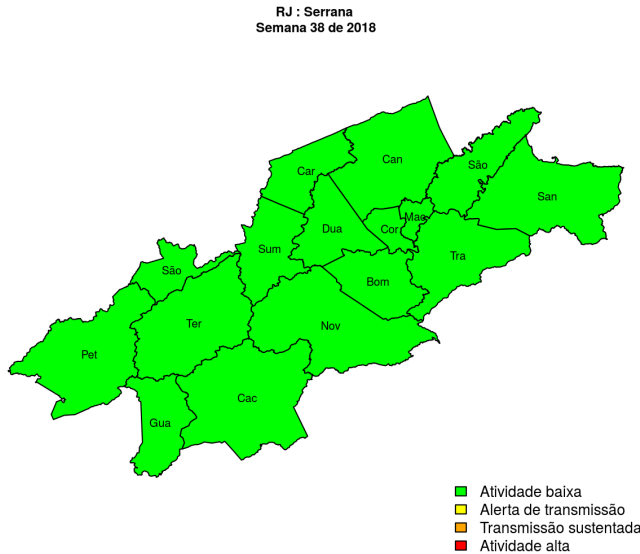 RJ : Serrana
Semana 38 de 2018
Can
São
Car
San
Mac
Dua
Cor
Sum
Tra
São
Bom
Ter
Nov
Pet
Cac
Gua
Atividade baixa
Alerta de transmissão
Transmissão sustentada
Atividade alta